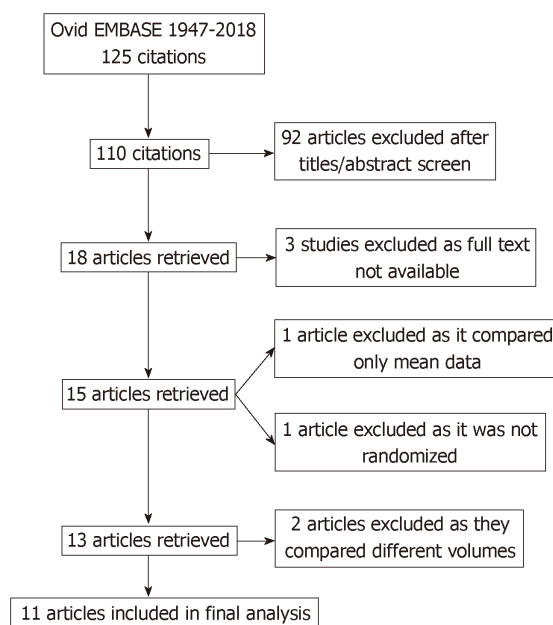 Ovid EMBASE 1947-2018
125 citations
110 citations
92 articles excluded after
titles/abstract screen
18 articles retrieved
3 studies excluded as full text
not available
1 article excluded as it compared
only mean data
15 articles retrieved
1 article excluded as it was not
randomized
13 articles retrieved
2 articles excluded as they
compared different volumes
11 articles included in final analysis